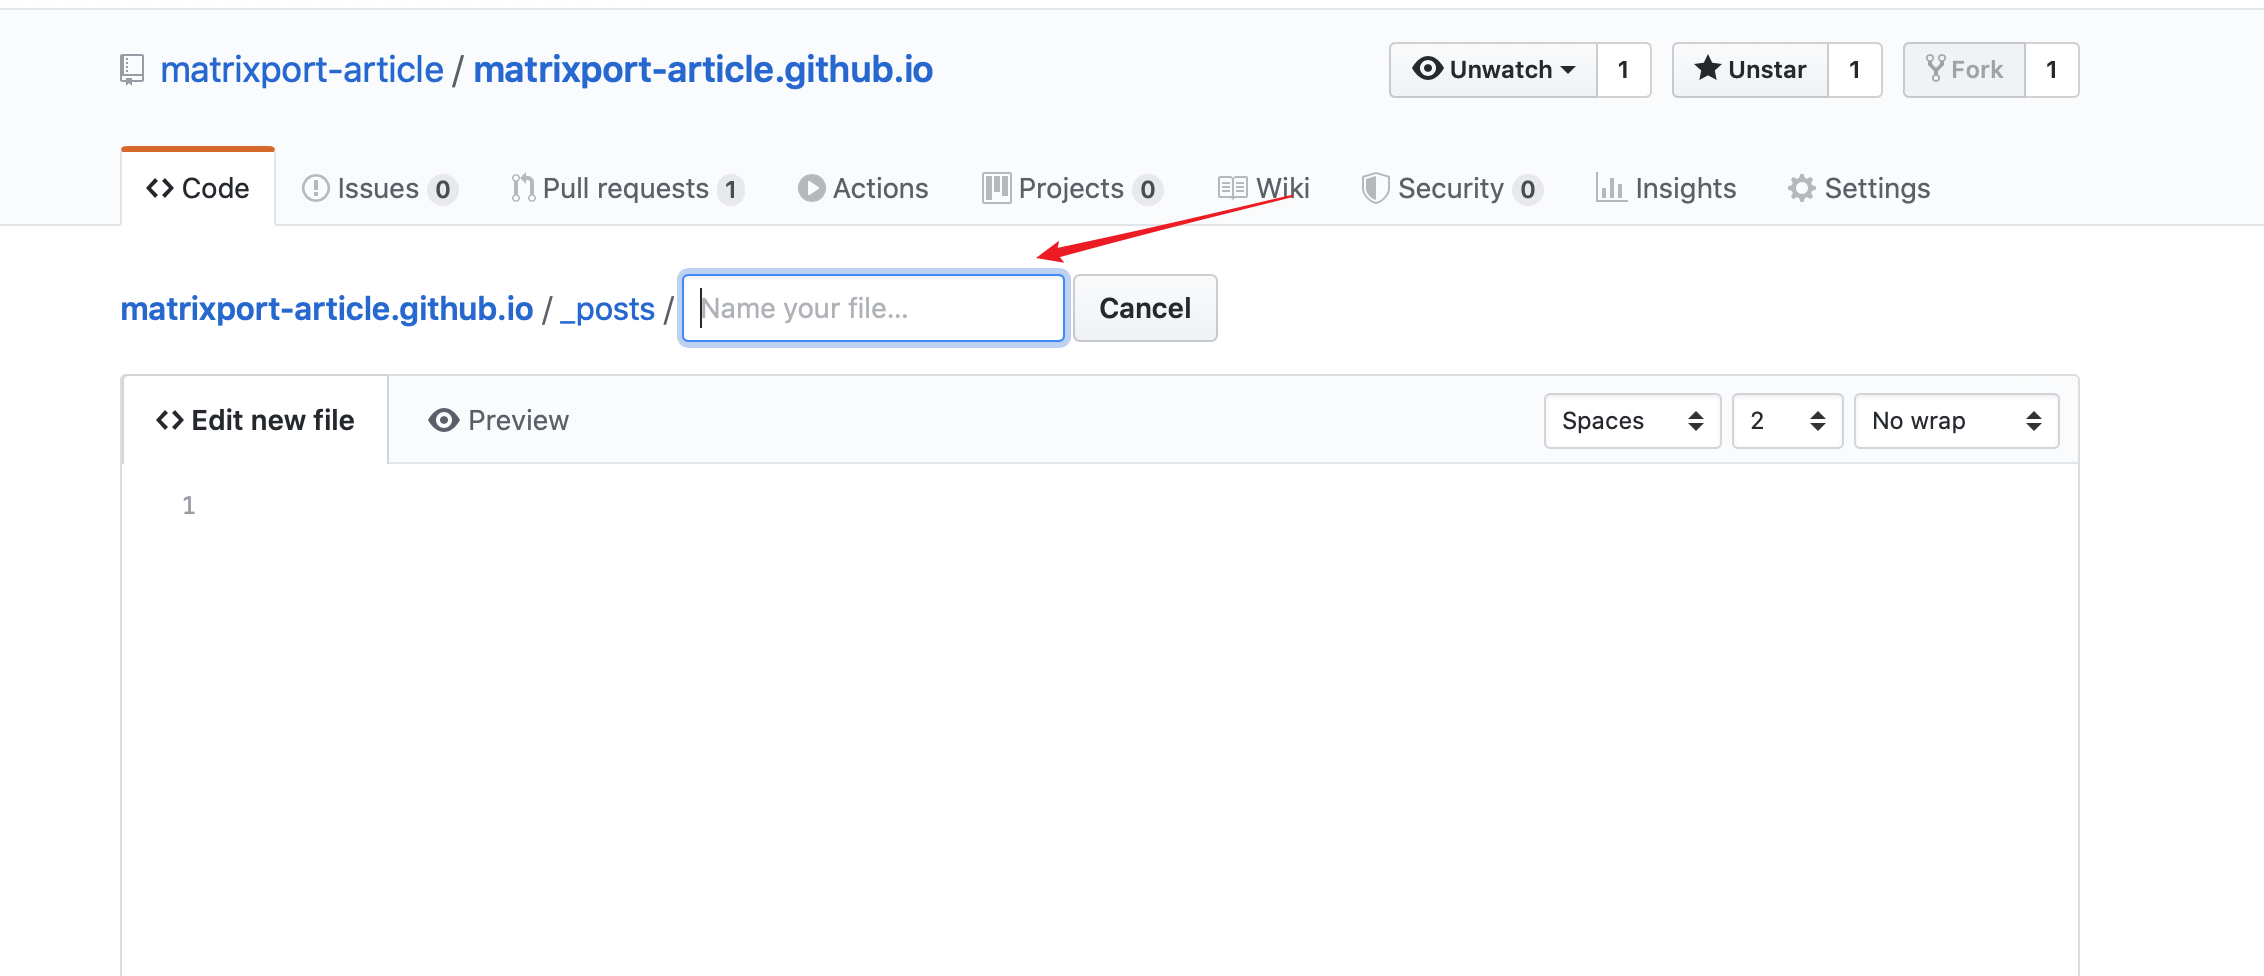 matrixport-article / matrixport-article.github.io Unwatch 1 Unstar 1 Fork 1
Code Issues 0 Pull requests 1 Actions Projects 0 Wiki Security 0 Insights Settings
matrixport-article.github.io / _posts / Name your file... Cancel
Edit new file Preview Spaces 2 No wrap
1